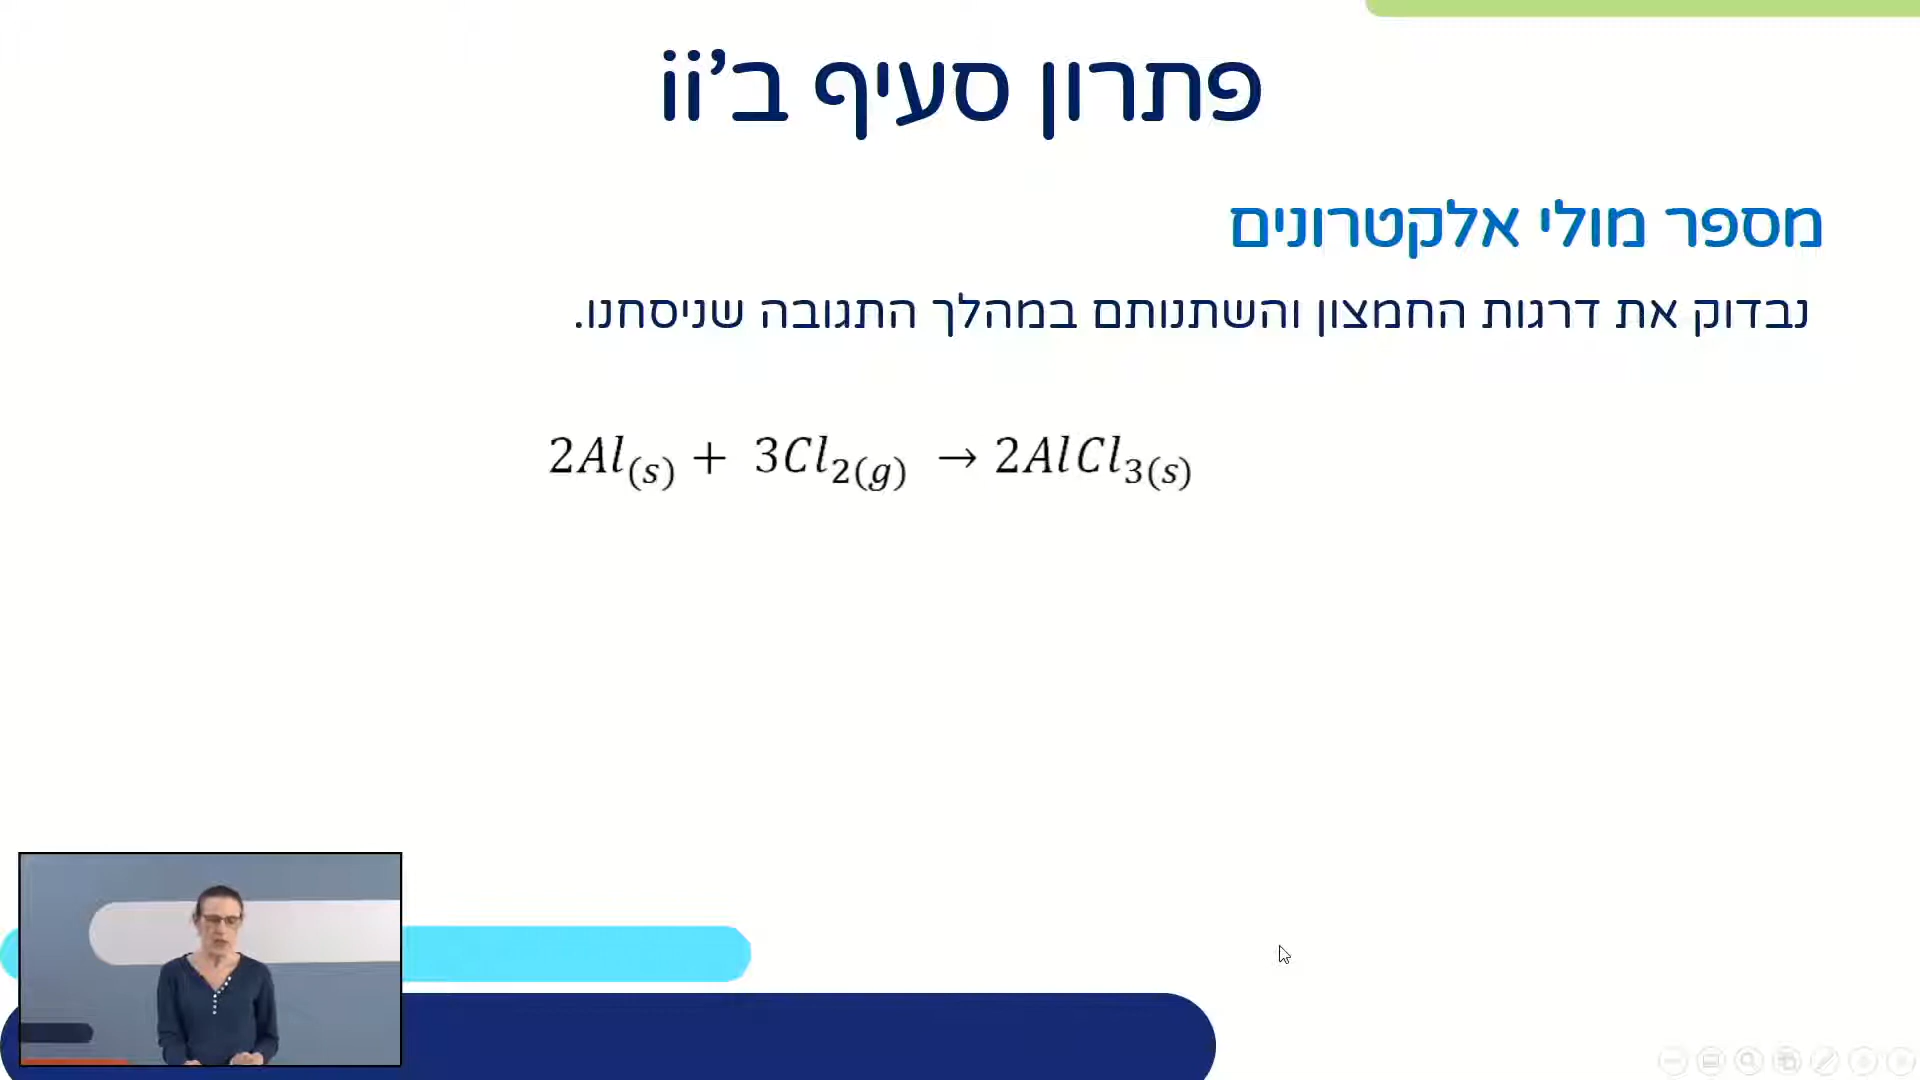 פתרון סעיף ב'ii
מספר מולי אלקטרונים
נבדוק את דרגות החמצון והשתנותם במהלך התגובה שניסחנו.
2Al(s) + 3Cl2(g) → 2AlCl3(s)